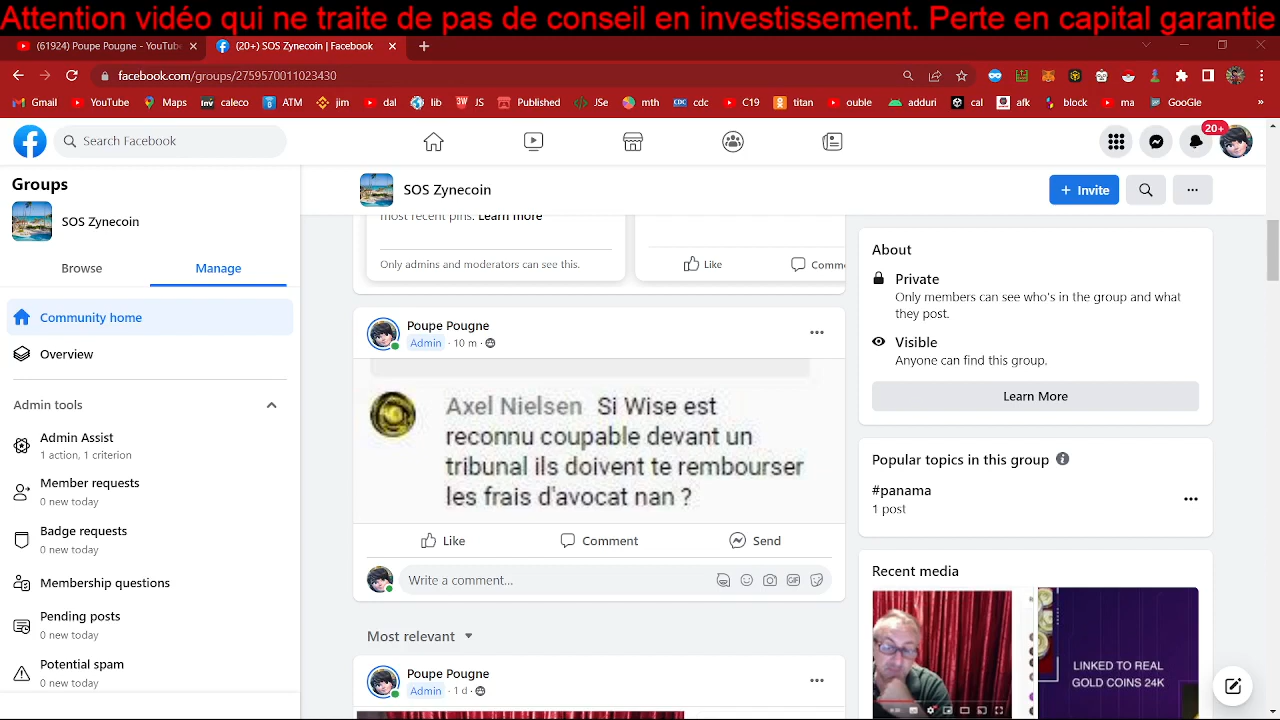 Attention vidéo qui ne traite de pas de conseil en investissement. Perte en capital garantie
(61924) Poupe Pougne - YouTube
(20+) SOS Zynecoin | Facebook
facebook.com/groups/2759570011023430
Gmail YouTube Maps caleco ATM jim dal lib JS Published JSe mth cdc C19 titan ouble adduri cal afk block ma GooGle »
Search Facebook
20+
Groups
SOS Zynecoin
Browse
Manage
Community home
Overview
Admin tools
Admin Assist
1 action, 1 criterion
Member requests
0 new today
Badge requests
0 new today
Membership questions
Pending posts
0 new today
Potential spam
0 new today
SOS Zynecoin
+ Invite
most recent pins. Learn more
Only admins and moderators can see this.
Like
Comme
Poupe Pougne
Admin · 10 m ·
Axel Nielsen Si Wise est
reconnu coupable devant un
tribunal ils doivent te rembourser
les frais d'avocat nan ?
Like Comment Send
Write a comment...
GIF
Most relevant
Poupe Pougne
Admin · 1 d ·
About
Private
Only members can see who's in the group and what
they post.
Visible
Anyone can find this group.
Learn More
Popular topics in this group
#panama
1 post
Recent media
LINKED TO REAL
GOLD COINS 24K